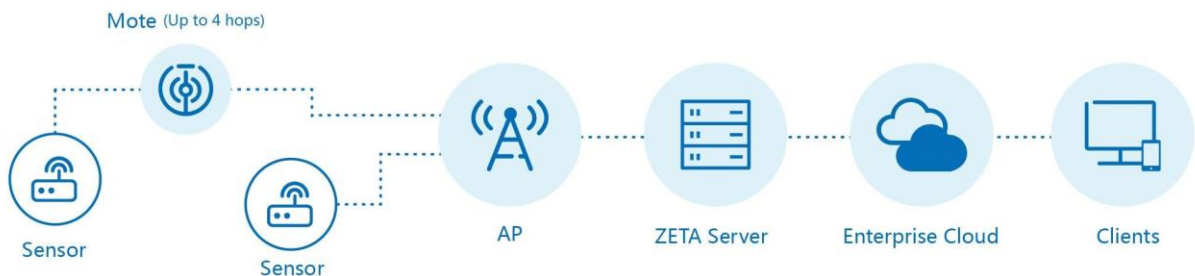 Mote (Up to 4 hops)
Sensor
Sensor
AP
ZETA Server
Enterprise Cloud
Clients